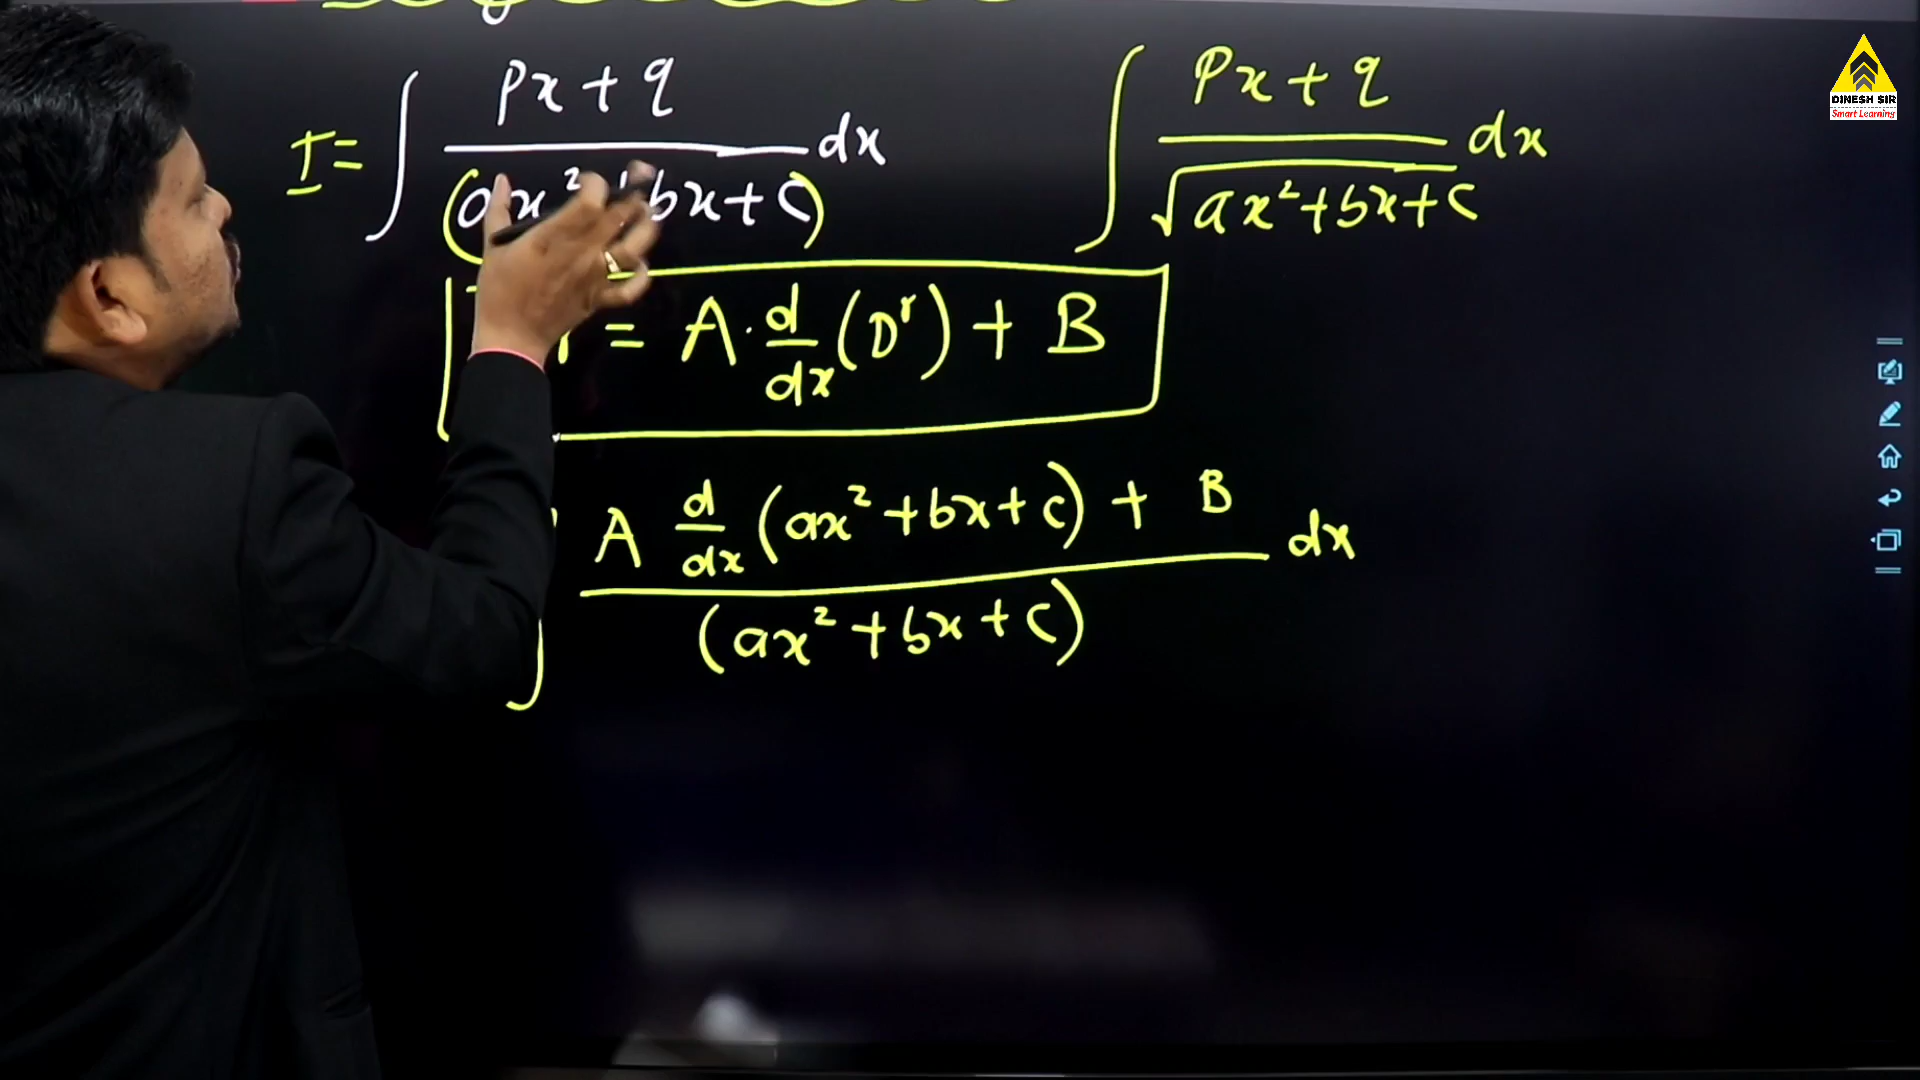 I = ∫ px + q / (ax² + bx + c) dx
∫ px + q / √ax² + bx + c dx
= A · d/dx (Dʳ) + B
∫ A d/dx (ax² + bx + c) + B / (ax² + bx + c) dx
DINESH SIR
Smart Learning